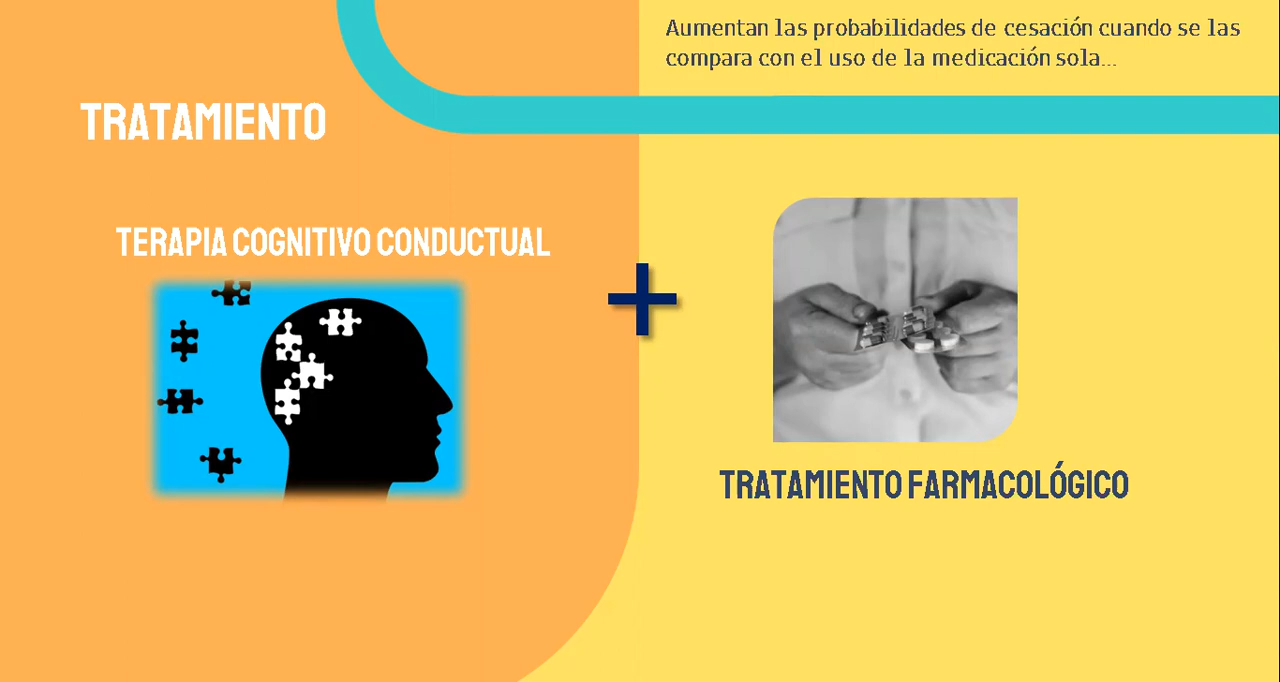 Aumentan las probabilidades de cesación cuando se las
compara con el uso de la medicación sola...
TRATAMIENTO
TERAPIA COGNITIVO CONDUCTUAL
TRATAMIENTO FARMACOLÓGICO